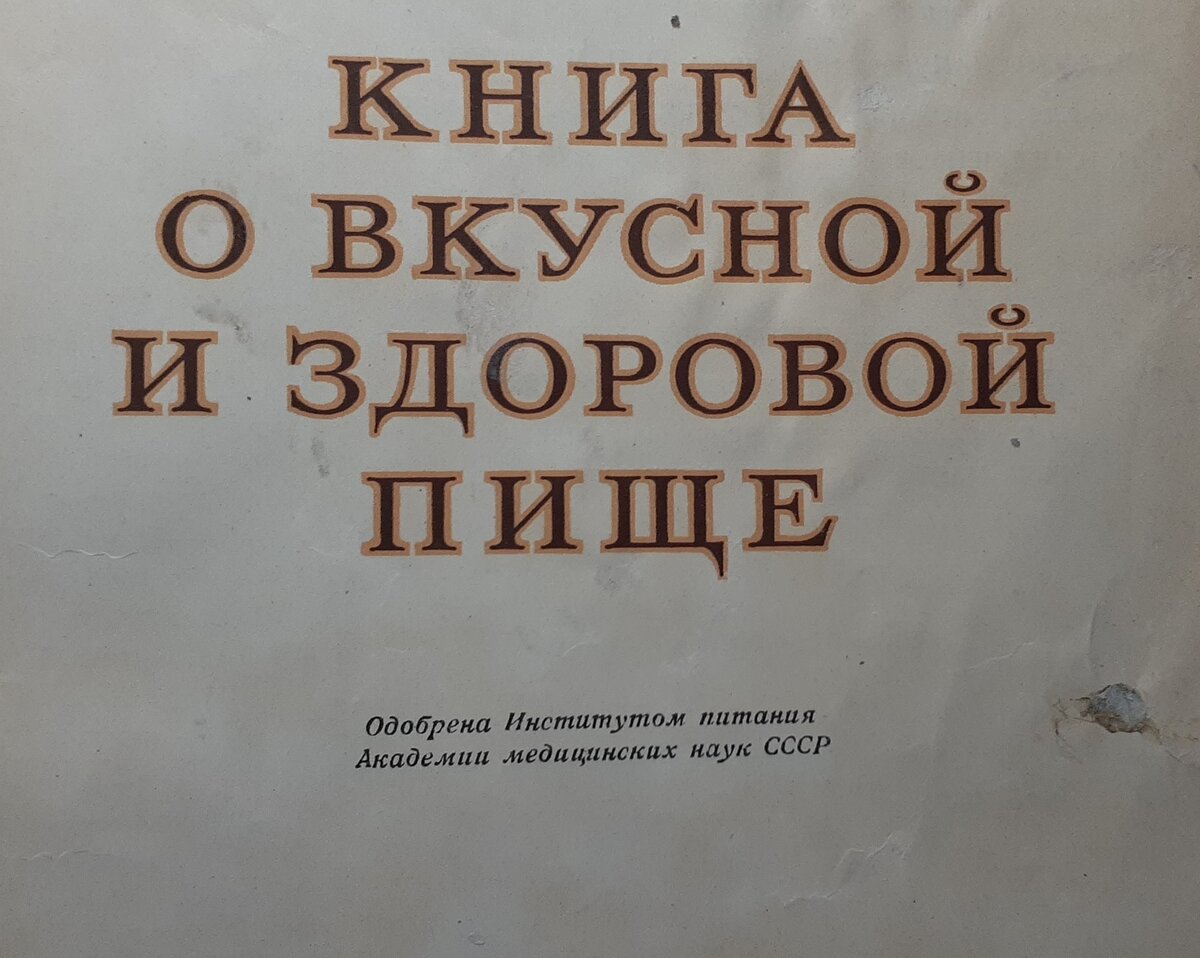 КНИГА
О ВКУСНОЙ
И ЗДОРОВОЙ
ПИЩЕ
Одобрена Институтом питания
Академии медицинских наук СССР